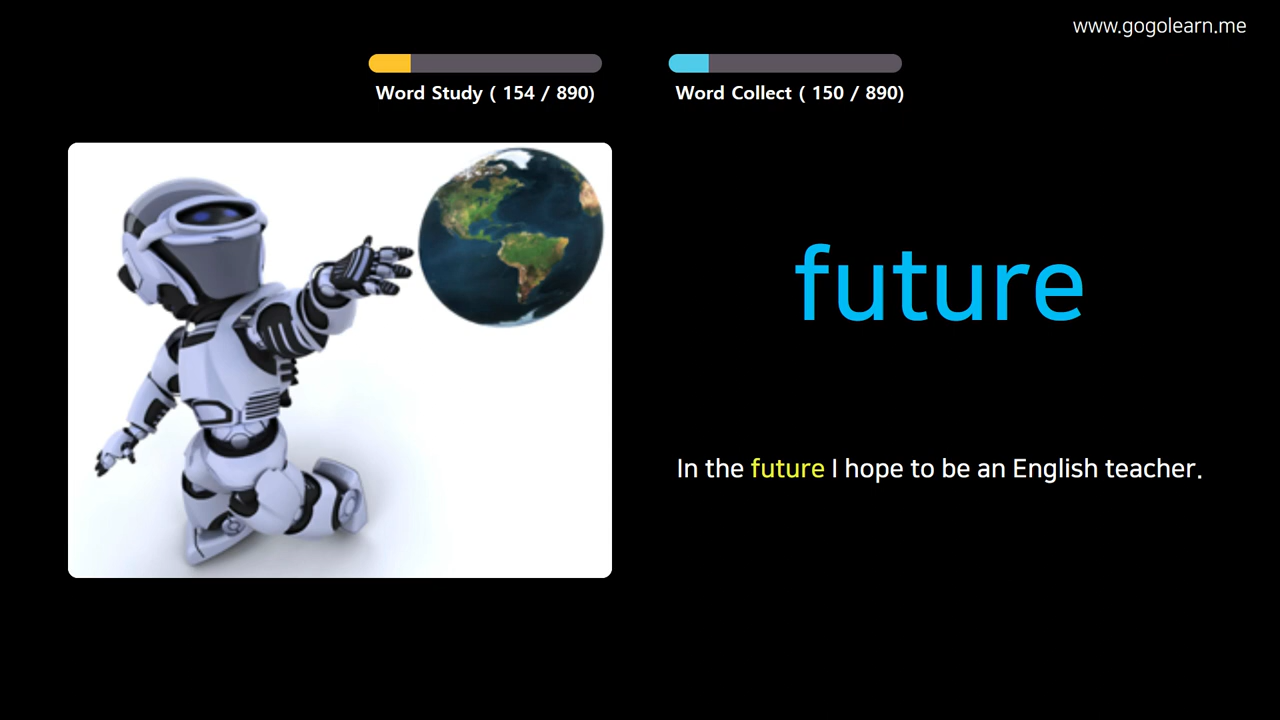 www.gogolearn.me
Word Study ( 154 / 890)
Word Collect ( 150 / 890)
future
In the future I hope to be an English teacher.